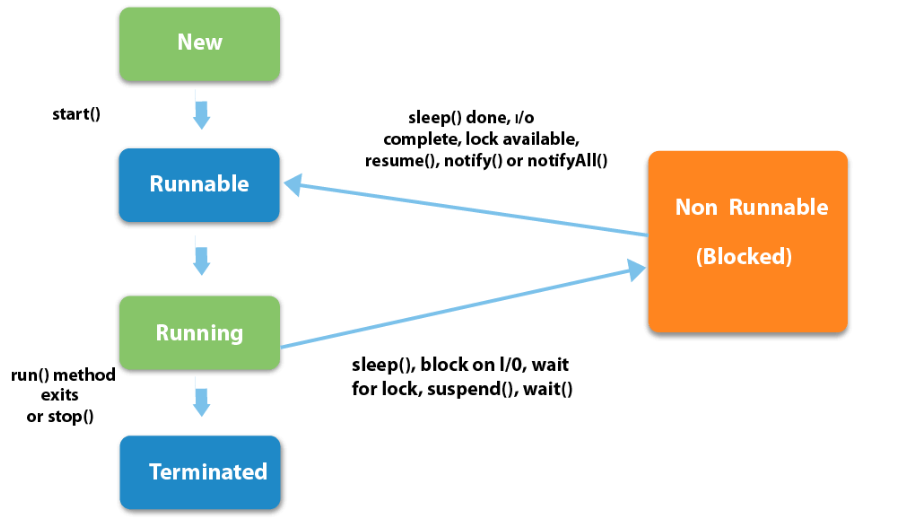 New
start()
sleep() done, I/o
complete, lock available,
resume(), notify() or notifyAll()
Runnable
Non Runnable
(Blocked)
Running
sleep(), block on l/0, wait
for lock, suspend(), wait()
run() method
exits
or stop()
Terminated